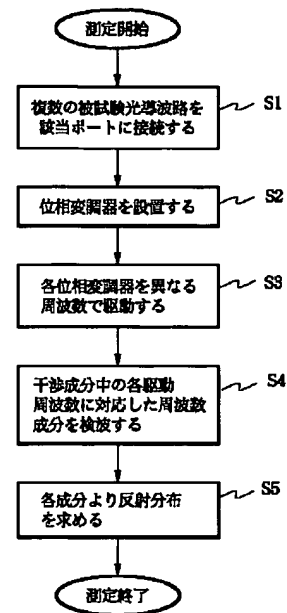 測定開始
複数の被試験光導波路を
該当ポートに接続する
S1
位相変調器を設置する
S2
各位相変調器を異なる
周波数で駆動する
S3
干渉成分中の各駆動
周波数に対応した周波数
成分を検波する
S4
各成分より反射分布
を求める
S5
測定終了